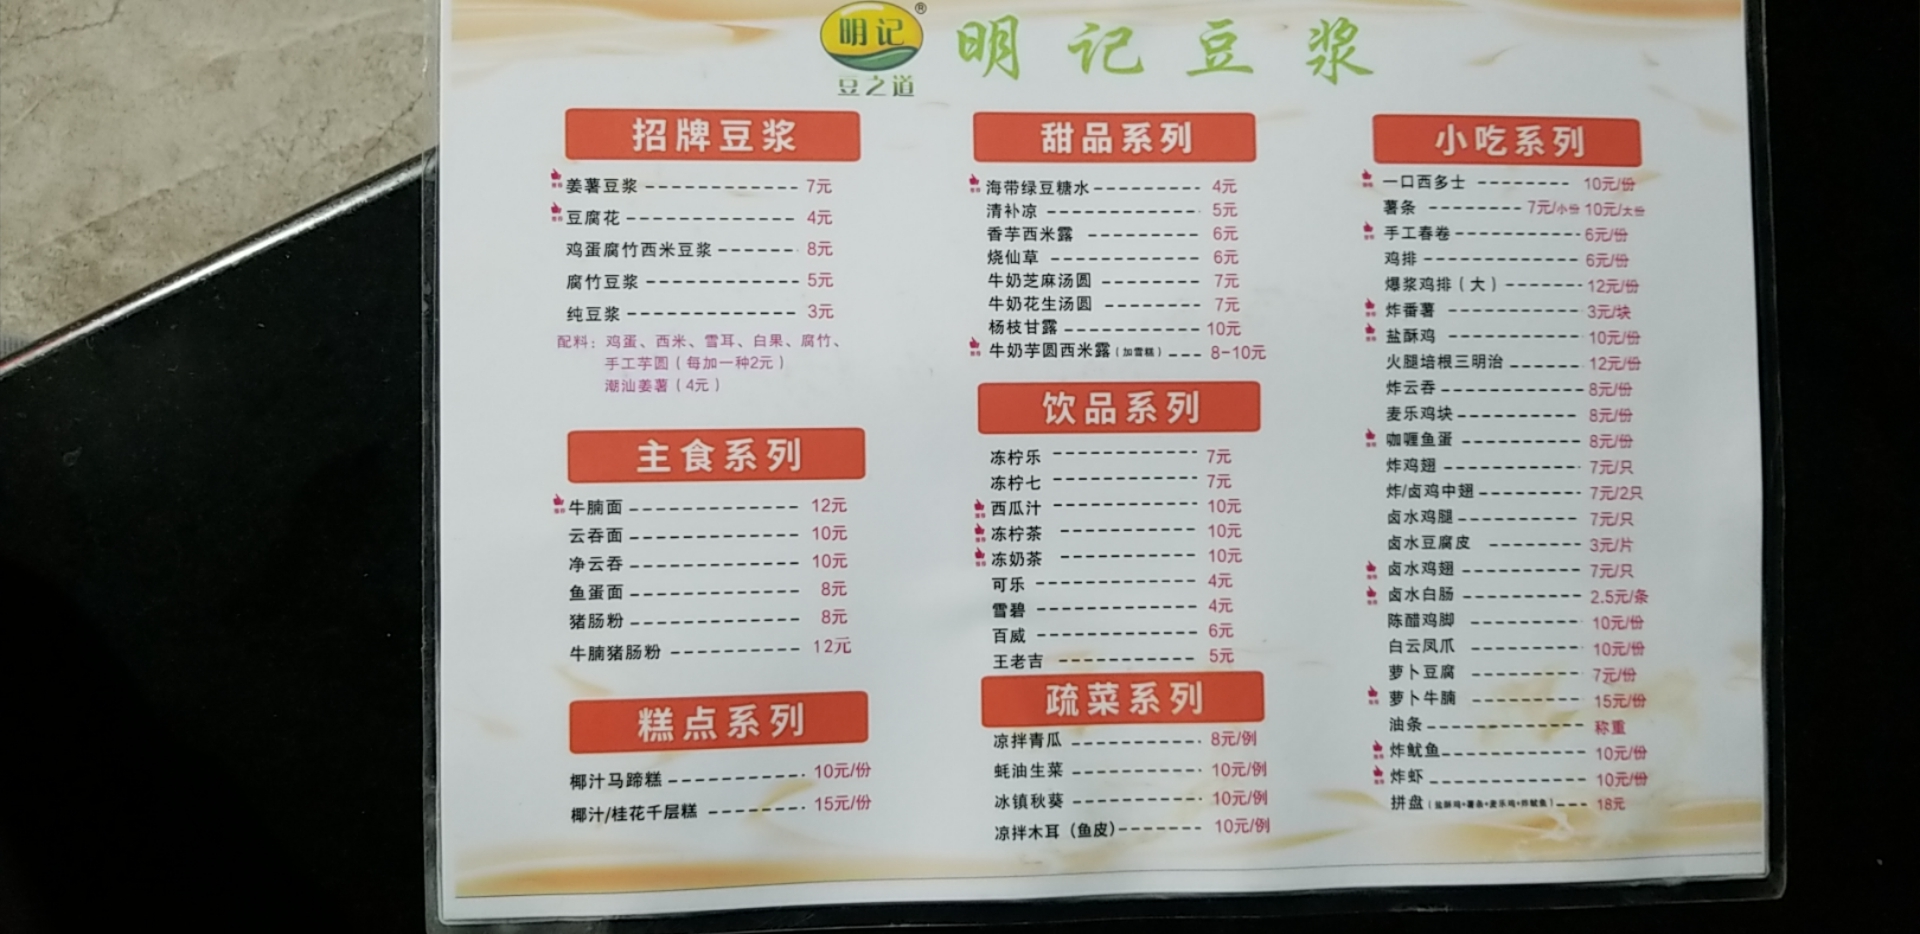 明记®
豆之道
明记豆浆
招牌豆浆
姜薯豆浆 7元
豆腐花 4元
鸡蛋腐竹西米豆浆 8元
腐竹豆浆 5元
纯豆浆 3元
配料：鸡蛋、西米、雪耳、白果、腐竹、
手工芋圆（每加一种2元）
潮汕姜薯（4元）
主食系列
牛腩面 12元
云吞面 10元
净云吞 10元
鱼蛋面 8元
猪肠粉 8元
牛腩猪肠粉 12元
糕点系列
椰汁马蹄糕 10元/份
椰汁/桂花千层糕 15元/份
甜品系列
海带绿豆糖水 4元
清补凉 5元
香芋西米露 6元
烧仙草 6元
牛奶芝麻汤圆 7元
牛奶花生汤圆 7元
杨枝甘露 10元
牛奶芋圆西米露（加雪糕） 8-10元
饮品系列
冻柠乐 7元
冻柠七 7元
西瓜汁 10元
冻柠茶 10元
冻奶茶 10元
可乐 4元
雪碧 4元
百威 6元
王老吉 5元
疏菜系列
凉拌青瓜 8元/例
蚝油生菜 10元/例
冰镇秋葵 10元/例
凉拌木耳（鱼皮） 10元/例
小吃系列
一口西多士 10元/份
薯条 7元/小份 10元/大份
手工春卷 6元/份
鸡排 6元/份
爆浆鸡排（大） 12元/份
炸番薯 3元/块
盐酥鸡 10元/份
火腿培根三明治 12元/份
炸云吞 8元/份
麦乐鸡块 8元/份
咖喱鱼蛋 8元/份
炸鸡翅 7元/只
炸/卤鸡中翅 7元/2只
卤水鸡腿 7元/只
卤水豆腐皮 3元/片
卤水鸡翅 7元/只
卤水白肠 2.5元/条
陈醋鸡脚 10元/份
白云凤爪 10元/份
萝卜豆腐 7元/份
萝卜牛腩 15元/份
油条 称重
炸鱿鱼 10元/份
炸虾 10元/份
拼盘（盐酥鸡+薯条+麦乐鸡+炸鱿鱼） 18元